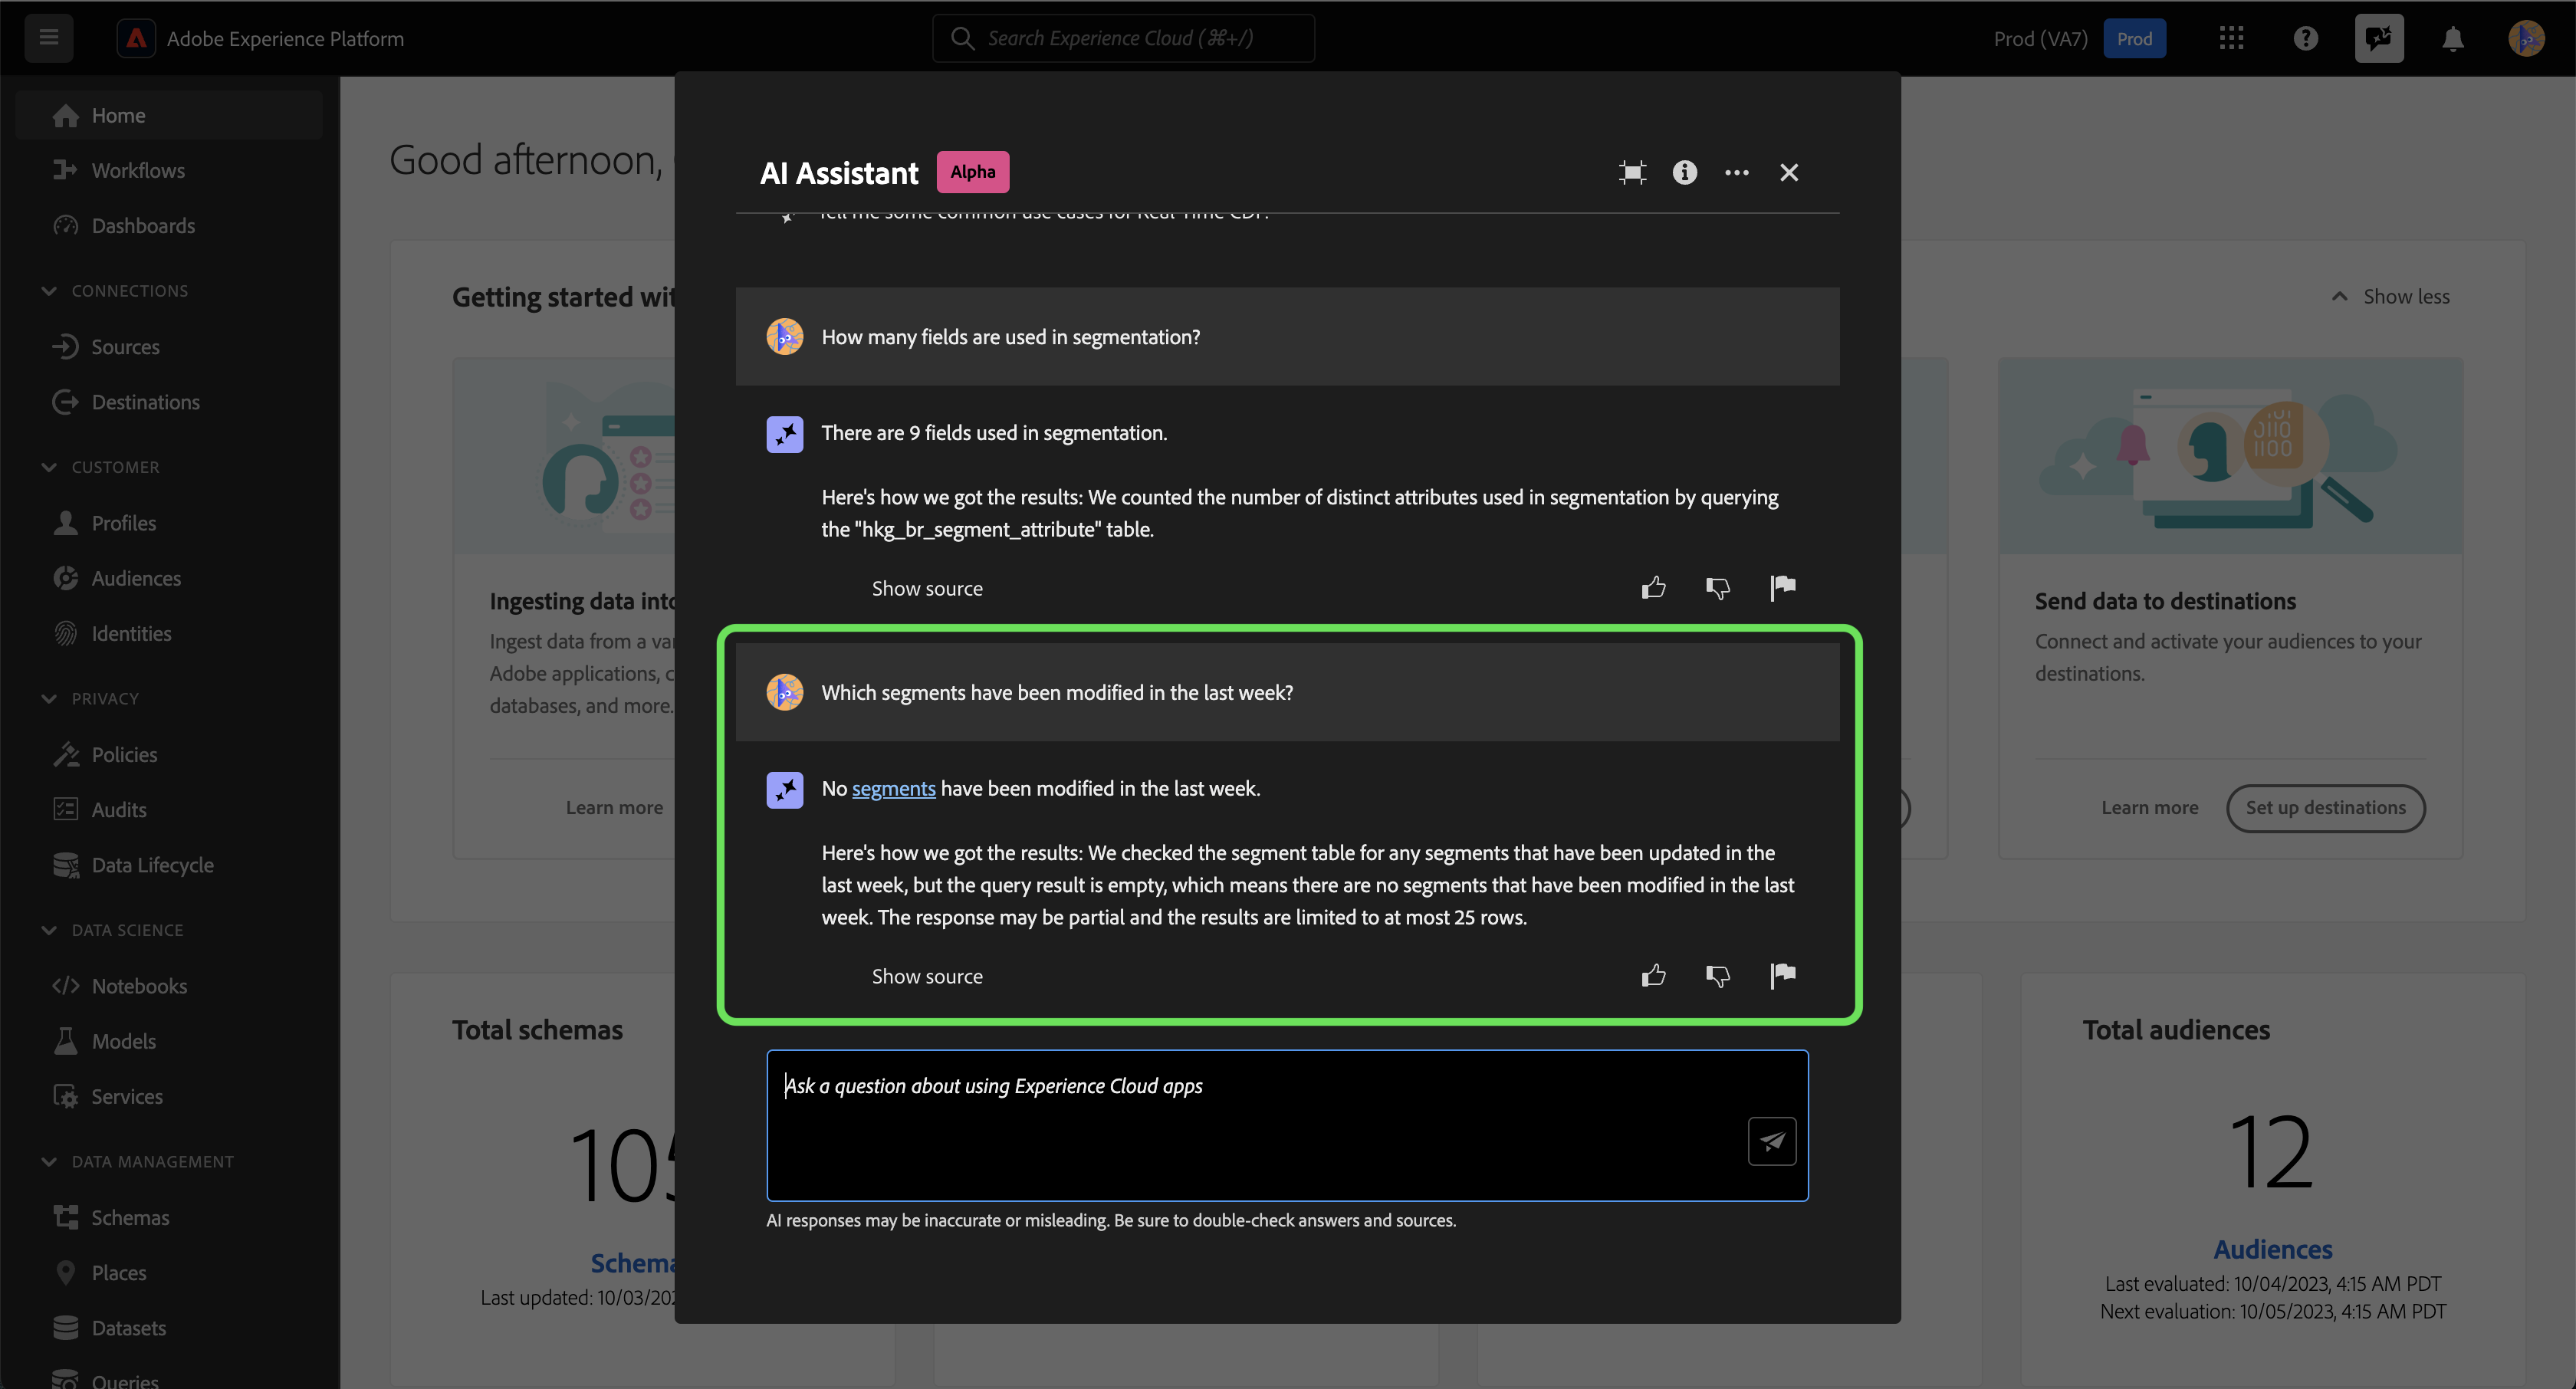 Adobe Experience Platform
Search Experience Cloud (⌘+/)
Prod (VA7)
Prod
Home
Workflows
Dashboards
CONNECTIONS
Sources
Destinations
CUSTOMER
Profiles
Audiences
Identities
PRIVACY
Policies
Audits
Data Lifecycle
DATA SCIENCE
Notebooks
Models
Services
DATA MANAGEMENT
Schemas
Places
Datasets
Queries
Good afternoon,
Getting started
Show less
Ingesting data
Ingest data from a
Adobe applications,
databases, and more.
Learn more
Total schemas
Last updated:
AI Assistant
Alpha
Tell me some common use cases for Real-Time CDP.
How many fields are used in segmentation?
There are 9 fields used in segmentation.
Here's how we got the results: We counted the number of distinct attributes used in segmentation by querying
the "hkg_br_segment_attribute" table.
Show source
Which segments have been modified in the last week?
No segments have been modified in the last week.
Here's how we got the results: We checked the segment table for any segments that have been updated in the
last week, but the query result is empty, which means there are no segments that have been modified in the last
week. The response may be partial and the results are limited to at most 25 rows.
Show source
Ask a question about using Experience Cloud apps
AI responses may be inaccurate or misleading. Be sure to double-check answers and sources.
Send data to destinations
Connect and activate your audiences to your
destinations.
Learn more
Set up destinations
Total audiences
12
Audiences
Last evaluated: 10/04/2023, 4:15 AM PDT
Next evaluation: 10/05/2023, 4:15 AM PDT